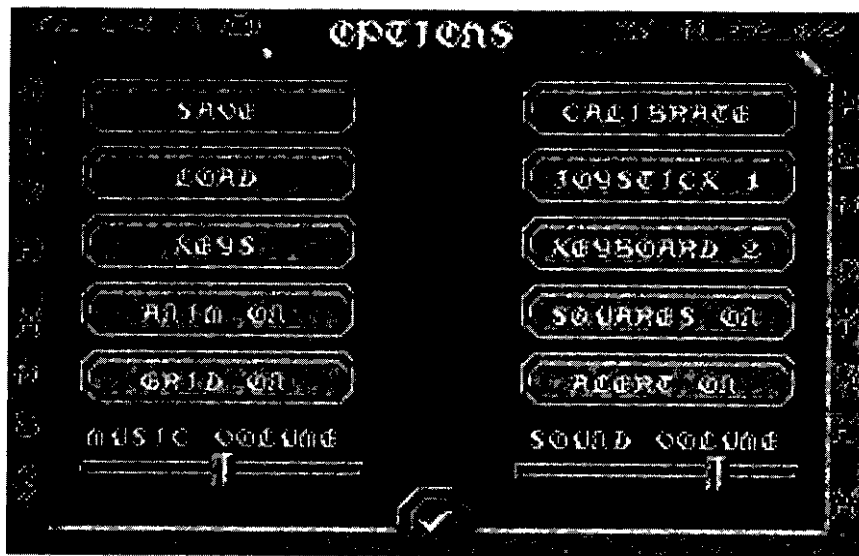 OPTIONS
SAVE
LOAD
KEYS
ANIM ON
GRID ON
MUSIC VOLUME
CALIBRATE
JOYSTICK 1
KEYBOARD 2
SQUARES ON
ALERT ON
SOUND VOLUME